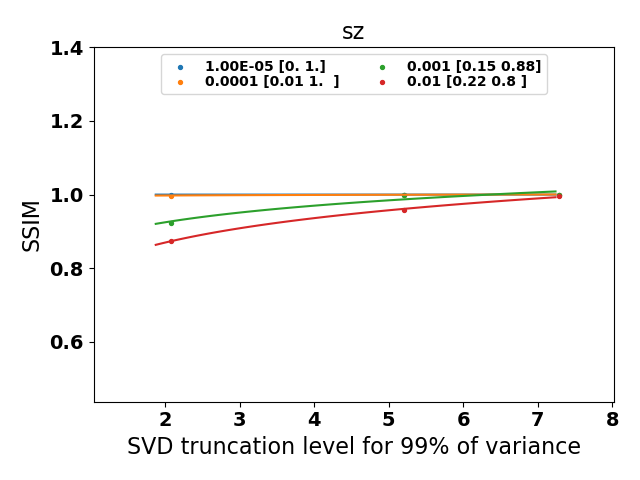 sz
1.4
1.00E-05 [0. 1.]
0.001 [0.15 0.88]
0.0001 [0.01 1.  ]
0.01 [0.22 0.8 ]
1.2
1.0
0.8
0.6
SSIM
2 3 4 5 6 7 8
SVD truncation level for 99% of variance